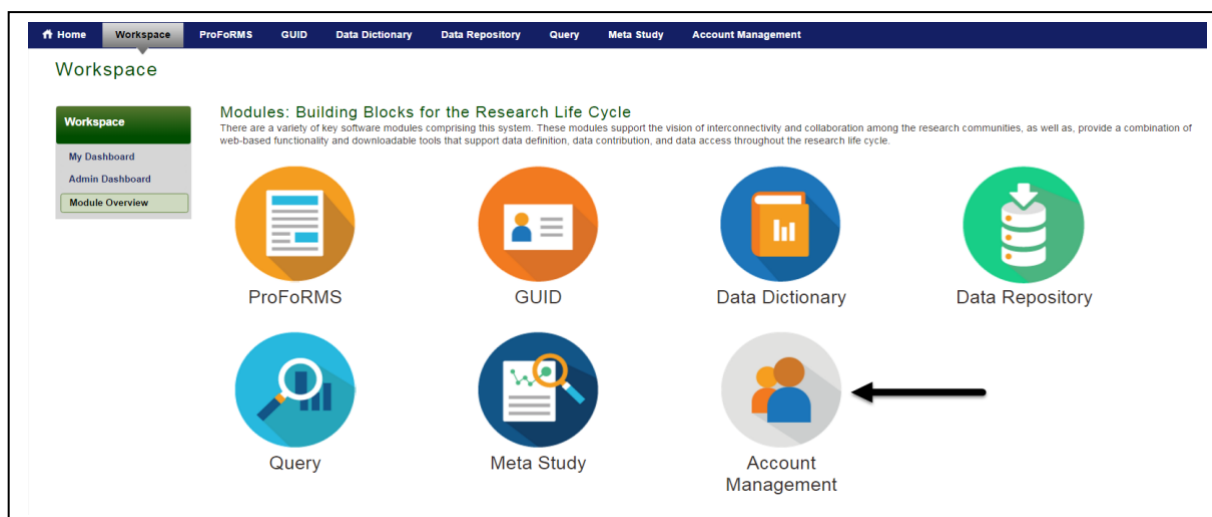 Home Workspace ProFoRMS GUID Data Dictionary Data Repository Query Meta Study Account Management
Workspace
Workspace
My Dashboard
Admin Dashboard
Module Overview
Modules: Building Blocks for the Research Life Cycle
There are a variety of key software modules comprising this system. These modules support the vision of interconnectivity and collaboration among the research communities, as well as, provide a combination of
web-based functionality and downloadable tools that support data definition, data contribution, and data access throughout the research life cycle.
ProFoRMS GUID Data Dictionary Data Repository
Query Meta Study Account
Management